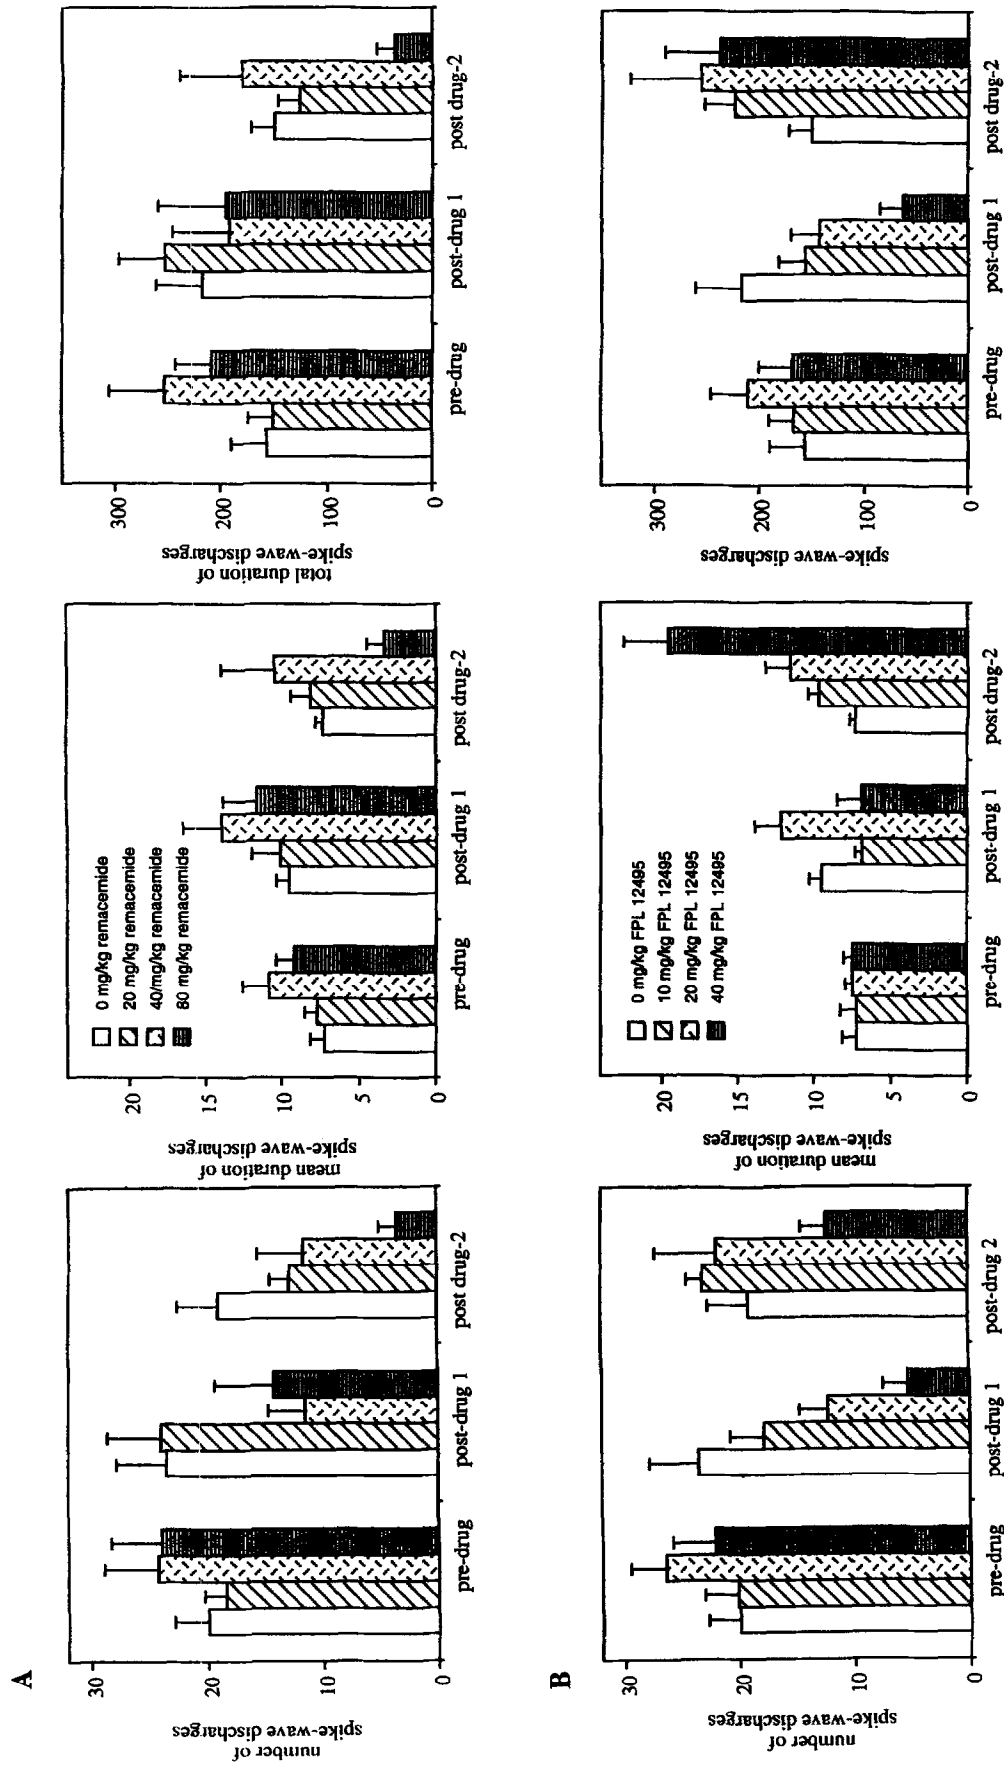 A
number of
spike-wave discharges
30
20
10
0
pre-drug
post-drug 1
post drug-2
mean duration of
spike-wave discharges
20
15
10
5
0
0 mg/kg remacemide
20 mg/kg remacemide
40/mg/kg remacemide
80 mg/kg remacemide
pre-drug
post-drug 1
post drug-2
total duration of
spike-wave discharges
300
200
100
0
pre-drug
post-drug 1
post drug-2
B
number of
spike-wave discharges
30
20
10
0
pre-drug
post-drug 1
post-drug 2
mean duration of
spike-wave discharges
20
15
10
5
0
0 mg/kg FPL 12495
10 mg/kg FPL 12495
20 mg/kg FPL 12495
40 mg/kg FPL 12495
pre-drug
post-drug 1
post drug-2
spike-wave discharges
300
200
100
0
pre-drug
post-drug 1
post drug-2